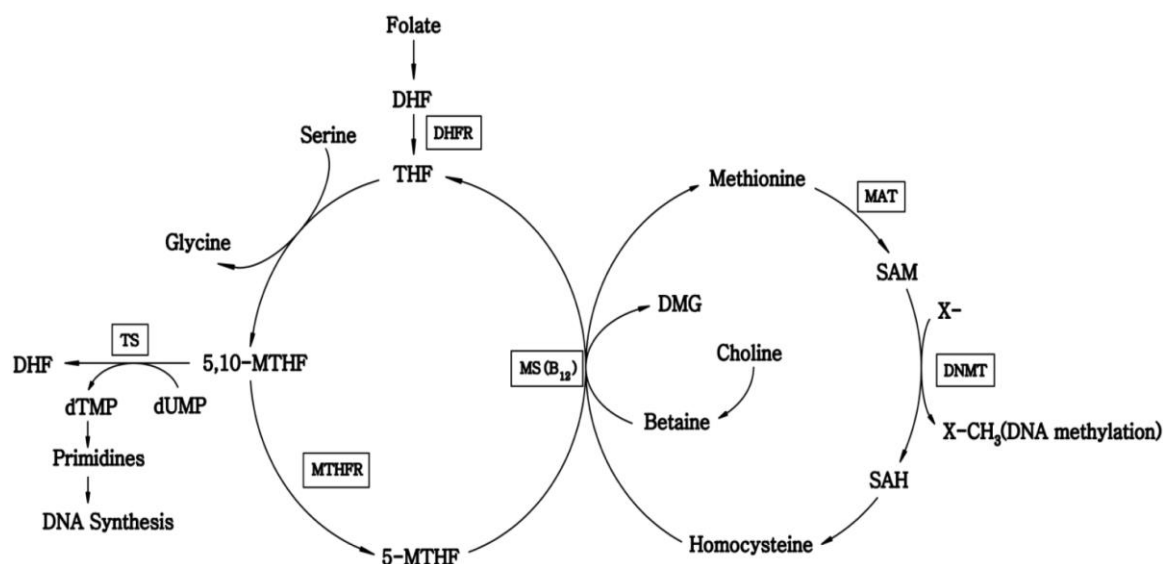 Folate
DHF
DHFR
Serine
THF
Methionine
MAT
Glycine
SAM
DMG
X-
TS
Choline
DHF
5,10-MTHF
MS(B12)
DNMT
dTMP
dUMP
Betaine
X-CH3(DNA methylation)
Primidines
MTHFR
SAH
DNA Synthesis
Homocysteine
5-MTHF